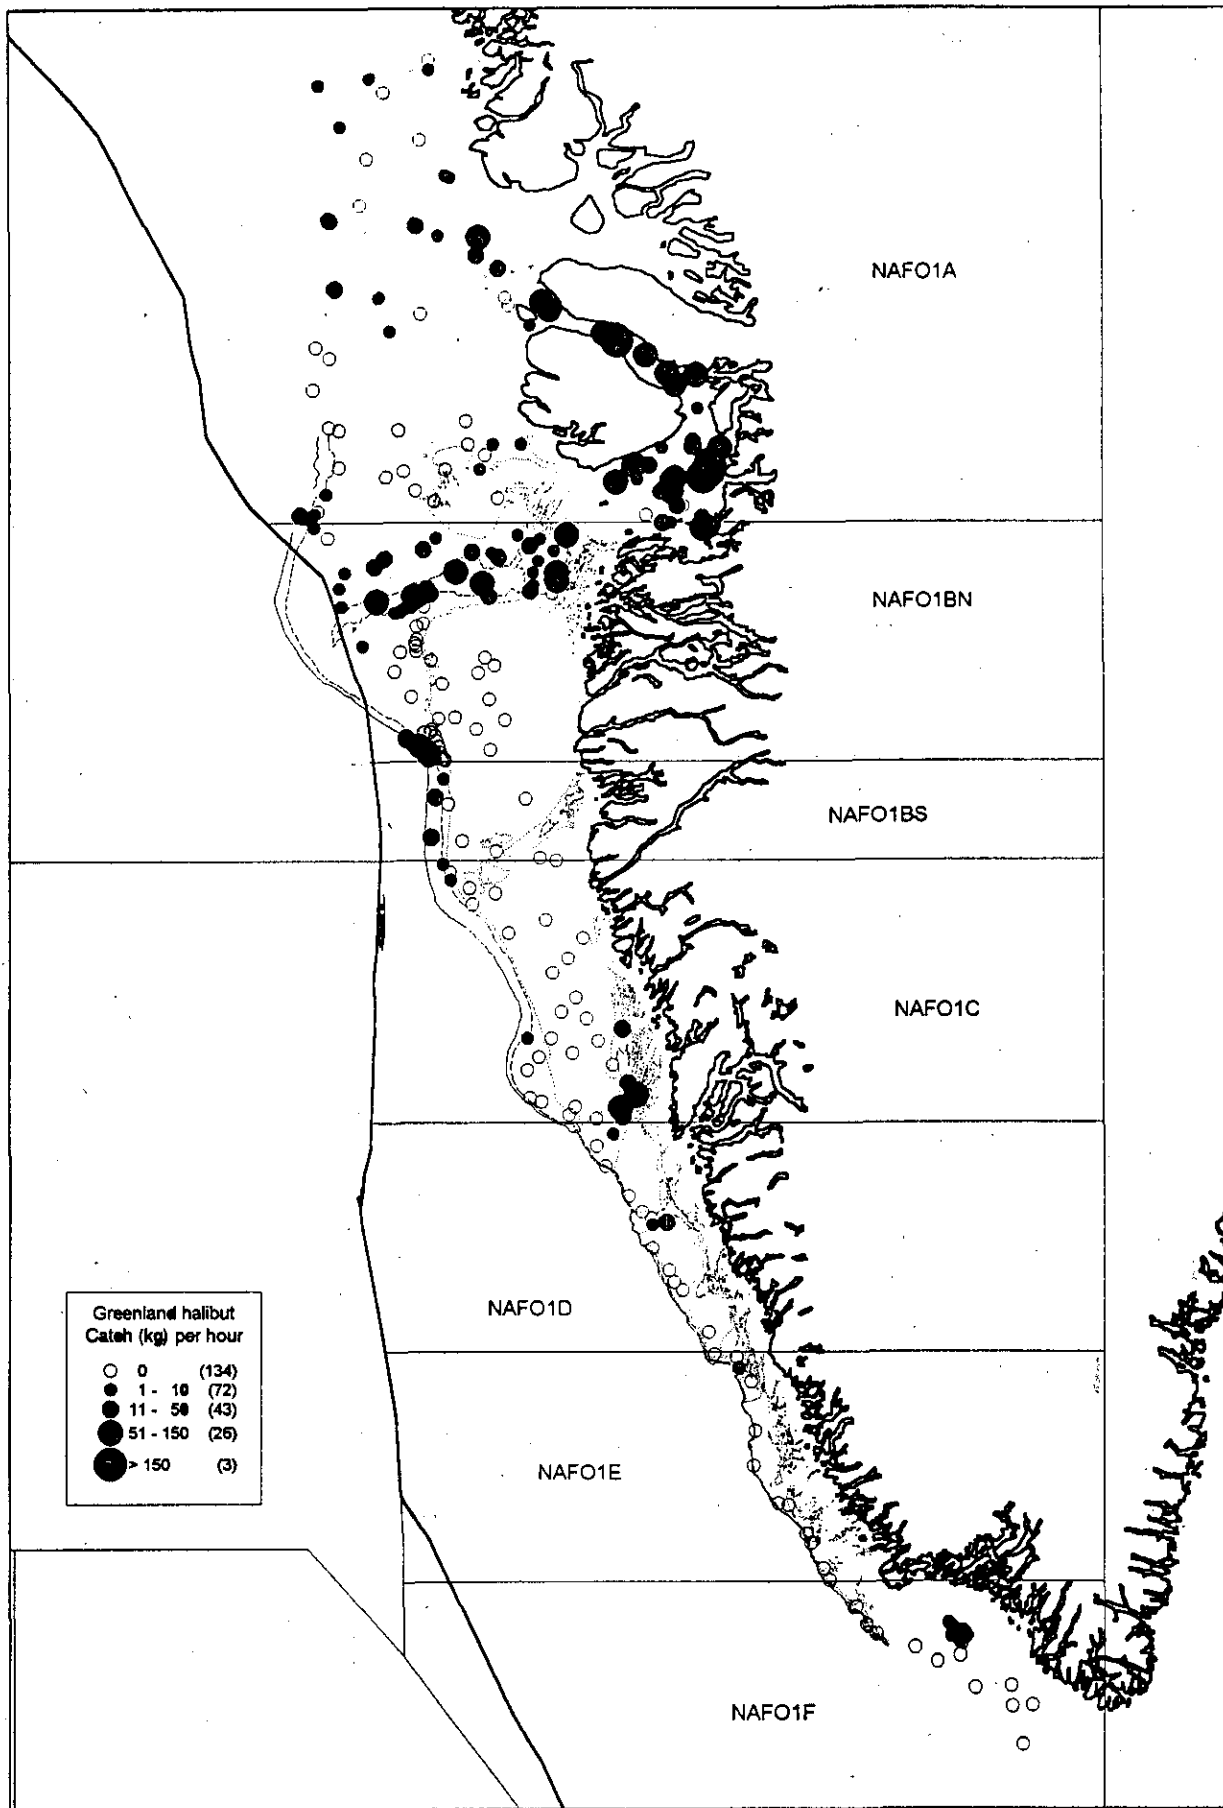 NAFO1A
NAFO1BN
NAFO1BS
NAFO1C
NAFO1D
Greenland halibut
Catch (kg) per hour
0 (134)
1 - 10 (72)
11 - 50 (43)
51 - 150 (26)
> 150 (3)
NAFO1E
NAFO1F